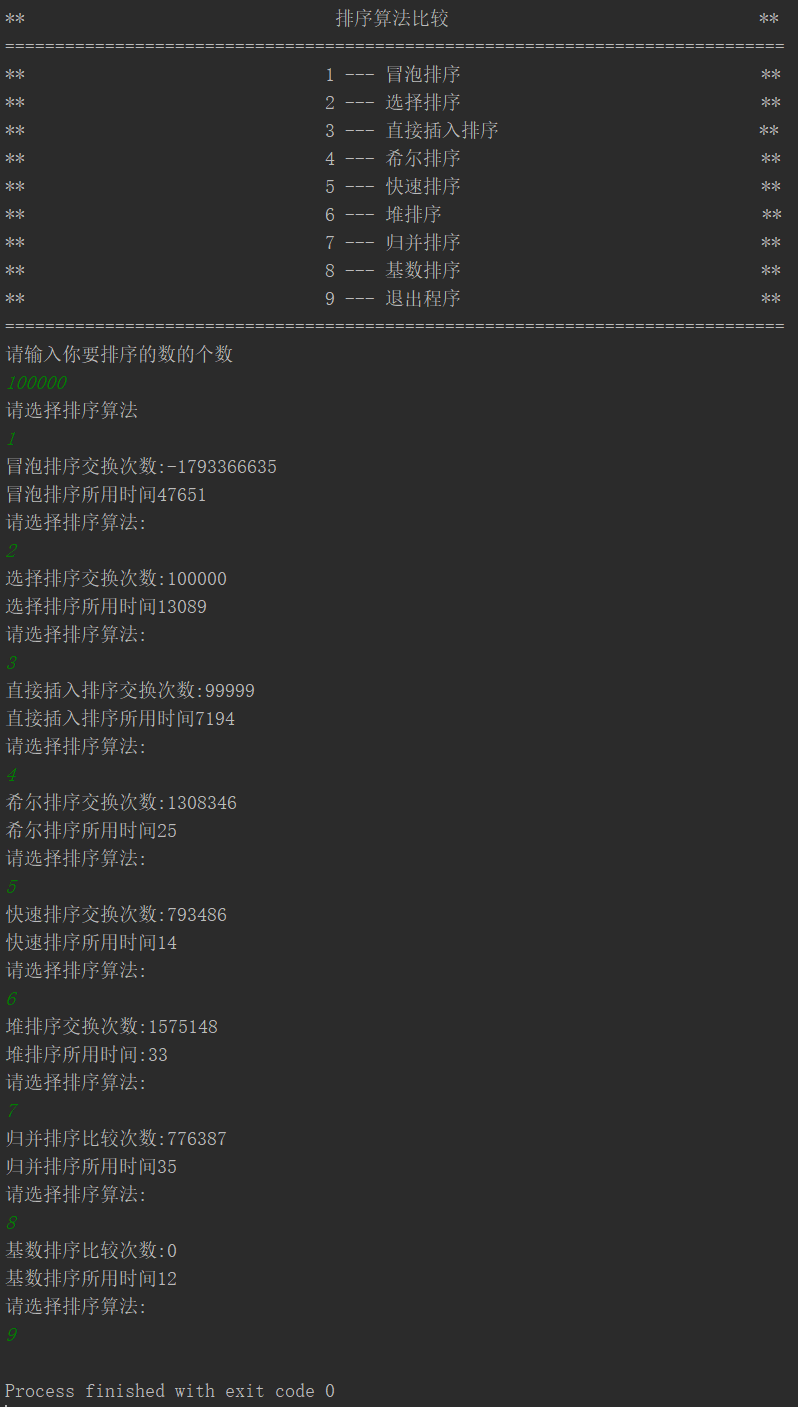 ** 排序算法比较 **
==============================================================================
** 1 --- 冒泡排序 **
** 2 --- 选择排序 **
** 3 --- 直接插入排序 **
** 4 --- 希尔排序 **
** 5 --- 快速排序 **
** 6 --- 堆排序 **
** 7 --- 归并排序 **
** 8 --- 基数排序 **
** 9 --- 退出程序 **
==============================================================================
请输入你要排序的数的个数
100000
请选择排序算法
1
冒泡排序交换次数:-1793366635
冒泡排序所用时间47651
请选择排序算法:
2
选择排序交换次数:100000
选择排序所用时间13089
请选择排序算法:
3
直接插入排序交换次数:99999
直接插入排序所用时间7194
请选择排序算法:
4
希尔排序交换次数:1308346
希尔排序所用时间25
请选择排序算法:
5
快速排序交换次数:793486
快速排序所用时间14
请选择排序算法:
6
堆排序交换次数:1575148
堆排序所用时间:33
请选择排序算法:
7
归并排序比较次数:776387
归并排序所用时间35
请选择排序算法:
8
基数排序比较次数:0
基数排序所用时间12
请选择排序算法:
9
Process finished with exit code 0